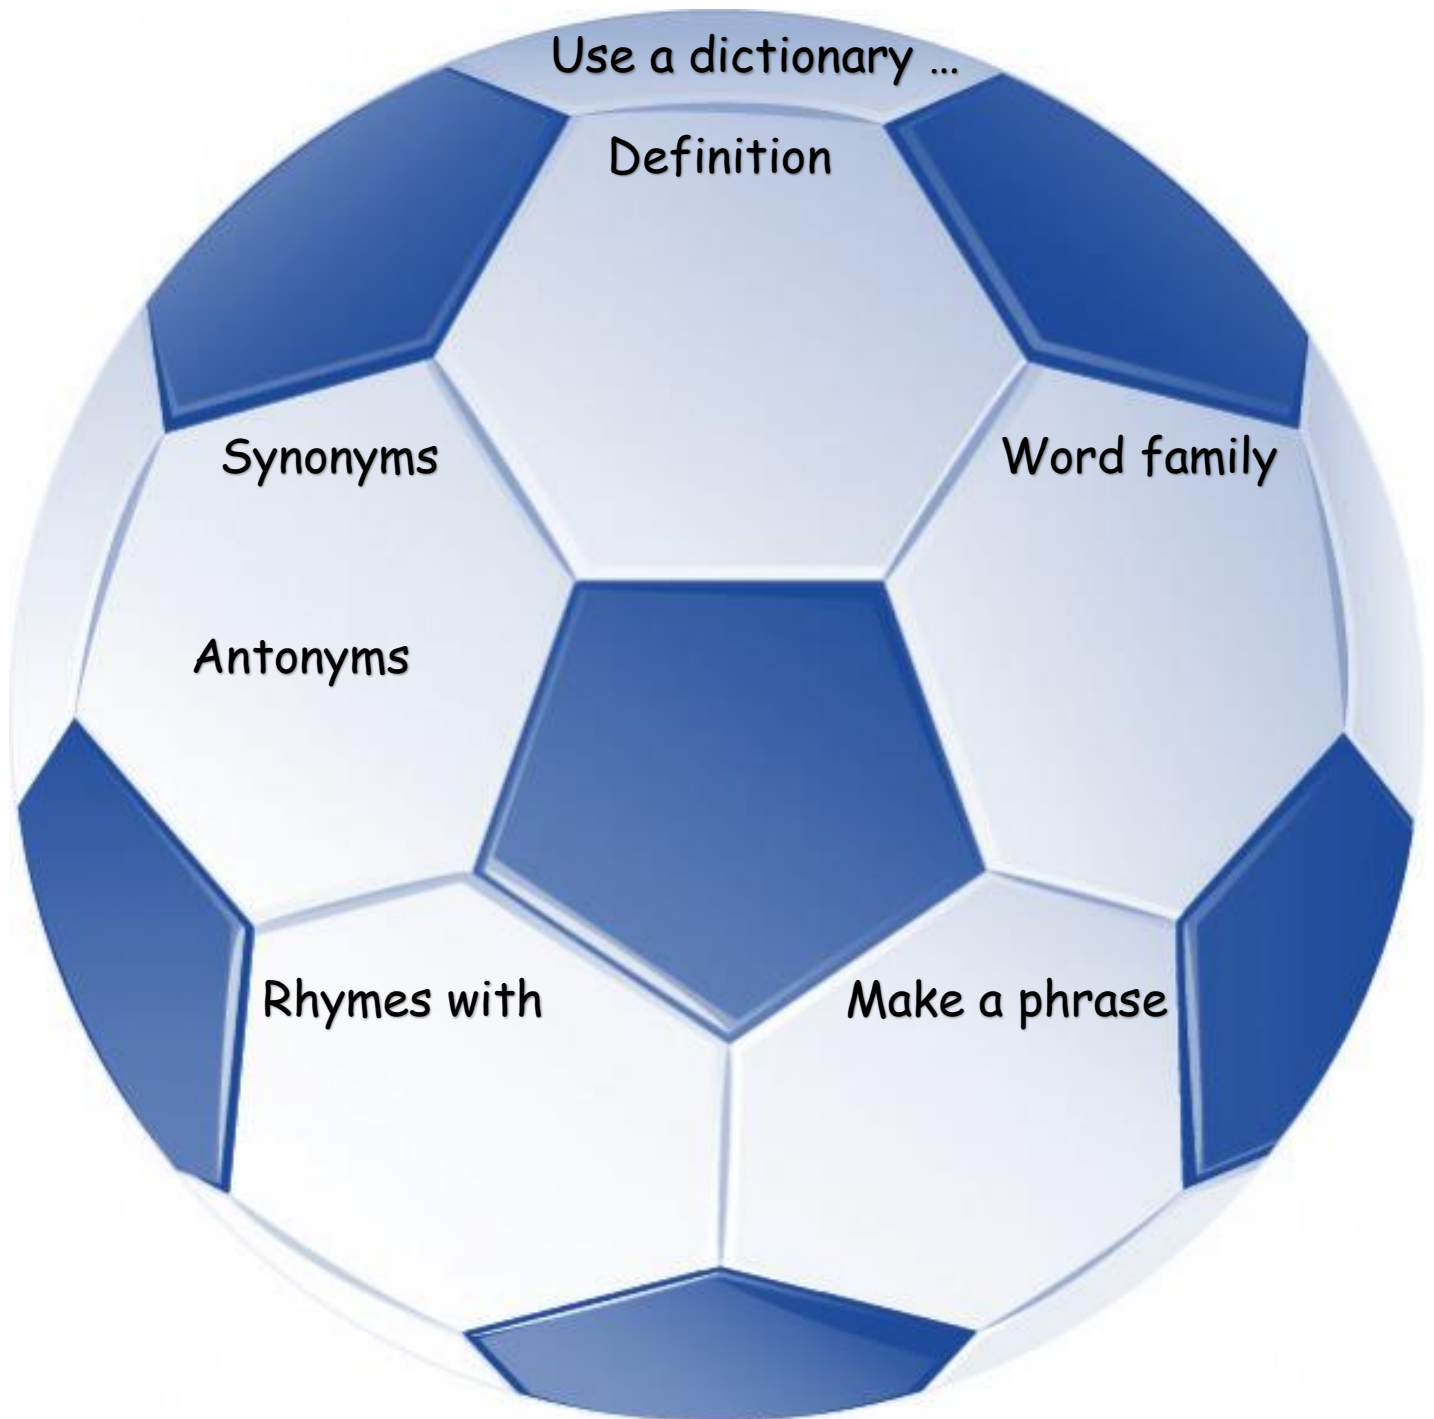 Use a dictionary ...
Definition
Synonyms
Word family
Antonyms
Rhymes with
Make a phrase